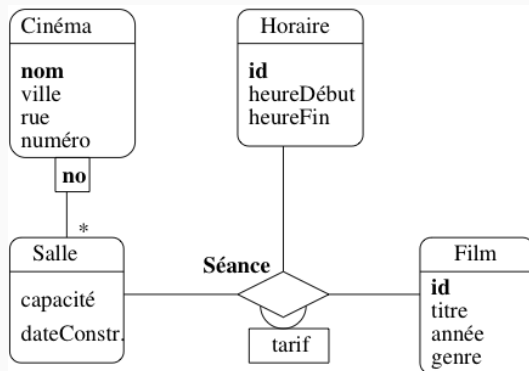 Cinéma
nom
ville
rue
numéro
no
*
Horaire
id
heureDébut
heureFin
Salle
capacité
dateConstr.
Séance
tarif
Film
id
titre
année
genre